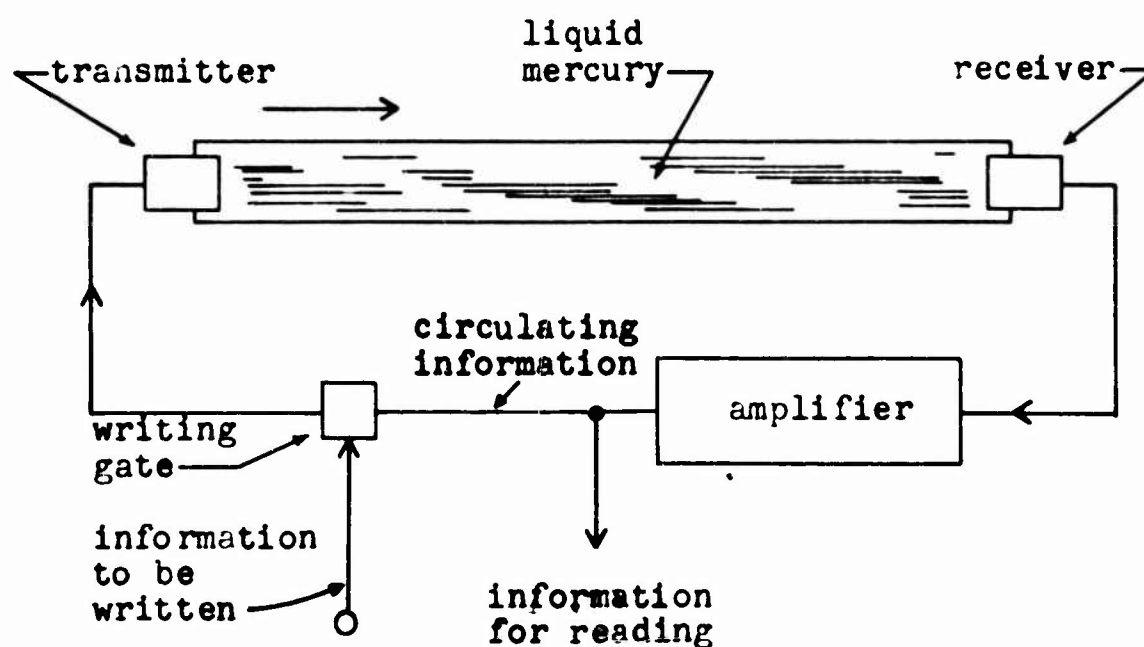 transmitter
liquid
mercury
receiver
circulating
information
amplifier
writing
gate
information
to be
written
information
for reading